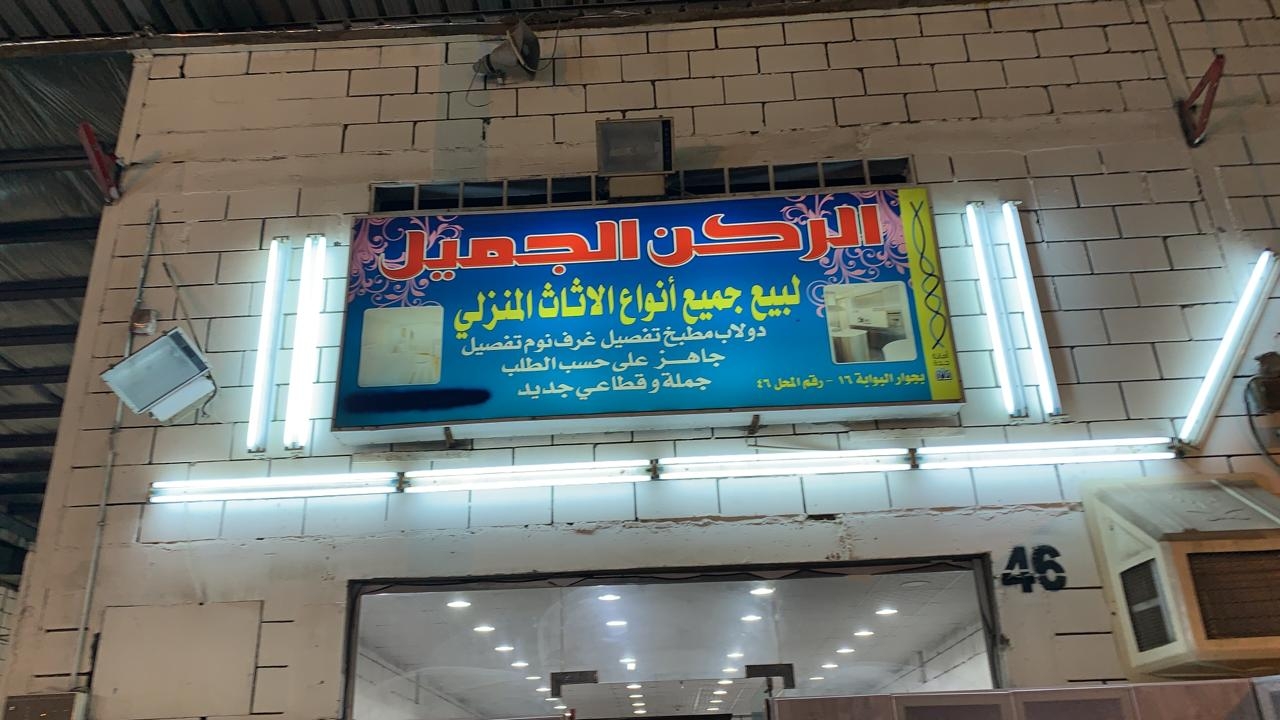 الركن الجميل
لبيع جميع أنواع الاثاث المنزلي
دولاب مطبخ تفصيل غرف نوم تفصيل
جاهز على حسب الطلب
جملة وقطاعي جديد
بجوار البوابة ١٦ - رقم المحل ٤٦
46